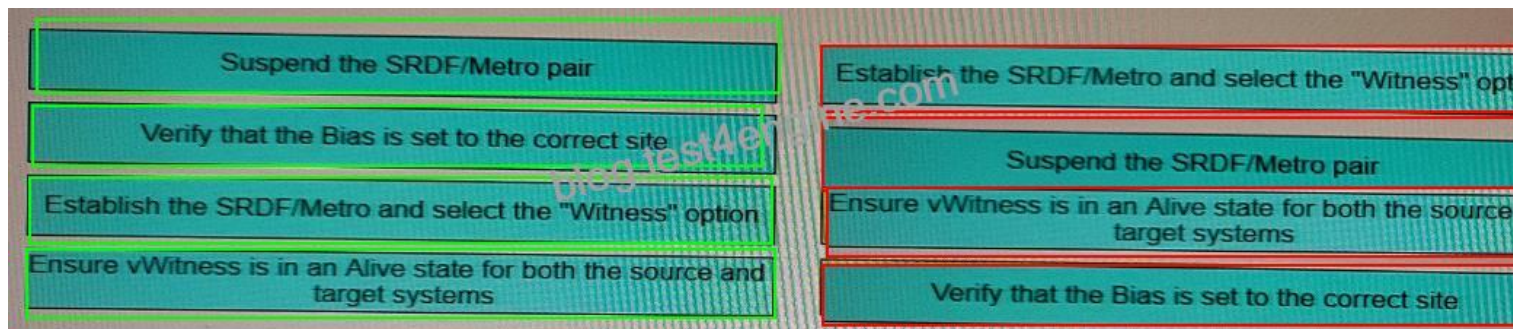 Suspend the SRDF/Metro pair
Verify that the Bias is set to the correct site
Establish the SRDF/Metro and select the "Witness" option
Ensure vWitness is in an Alive state for both the source and
target systems
Establish the SRDF/Metro and select the "Witness" opt
Suspend the SRDF/Metro pair
Ensure vWitness is in an Alive state for both the source
target systems
Verify that the Bias is set to the correct site